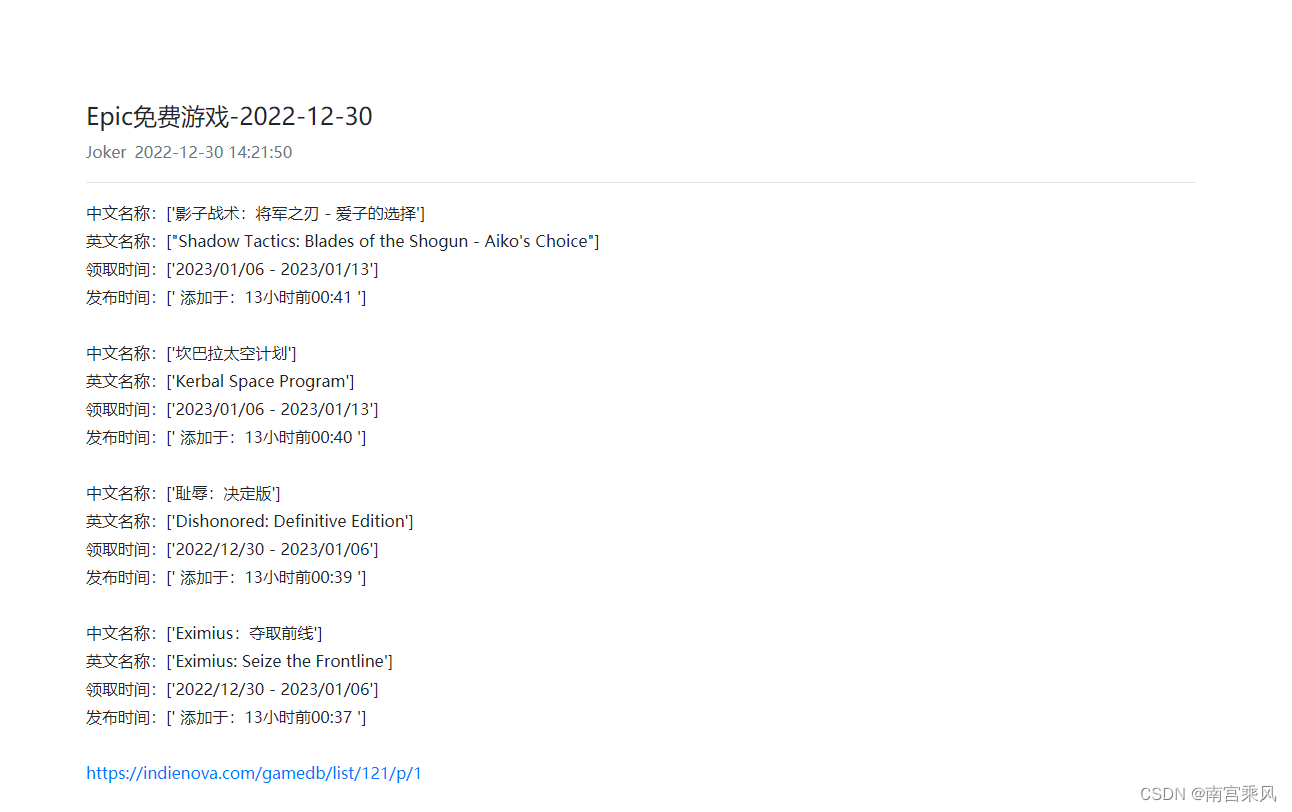 Epic免费游戏-2022-12-30
Joker 2022-12-30 14:21:50
中文名称：['影子战术：将军之刃 - 爱子的选择']
英文名称：["Shadow Tactics: Blades of the Shogun - Aiko's Choice"]
领取时间：['2023/01/06 - 2023/01/13']
发布时间：[' 添加于：13小时前00:41 ']
中文名称：['坎巴拉太空计划']
英文名称：['Kerbal Space Program']
领取时间：['2023/01/06 - 2023/01/13']
发布时间：[' 添加于：13小时前00:40 ']
中文名称：['耻辱：决定版']
英文名称：['Dishonored: Definitive Edition']
领取时间：['2022/12/30 - 2023/01/06']
发布时间：[' 添加于：13小时前00:39 ']
中文名称：['Eximius：夺取前线']
英文名称：['Eximius: Seize the Frontline']
领取时间：['2022/12/30 - 2023/01/06']
发布时间：[' 添加于：13小时前00:37 ']
https://indienova.com/gamedb/list/121/p/1
CSDN @南宫乘风